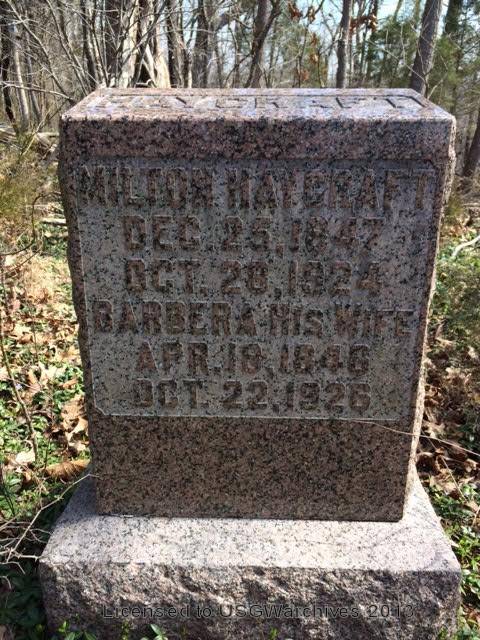 HAYCRAFT
MILTON HAYCRAFT
DEC. 25, 1847
OCT. 28, 1924
BARBERA HIS WIFE
APR. 18, 1846
OCT. 22, 1926
Licensed to USGWarchives 2013